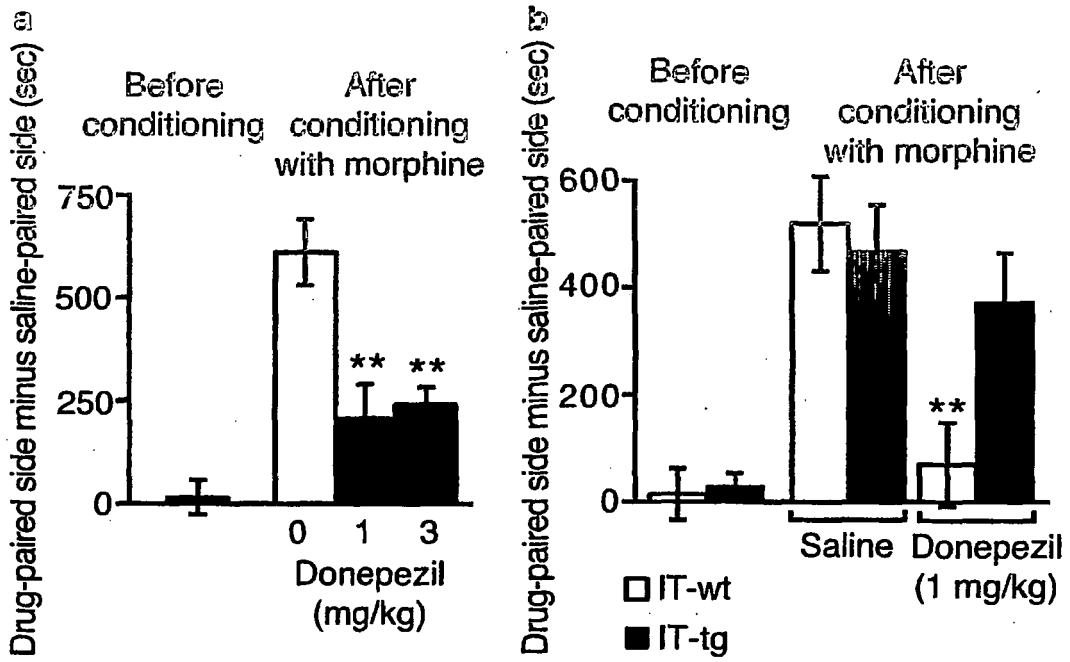 a
Drug-paired side minus saline-paired side (sec)
Before
conditioning
After
conditioning
with morphine
750
500
250
0
** **
0 1 3
Donepezil
(mg/kg)
b
Drug-paired side minus saline-paired side (sec)
Before
conditioning
After
conditioning
with morphine
600
400
200
0
**
Saline
Donepezil
(1 mg/kg)
IT-wt
IT-tg